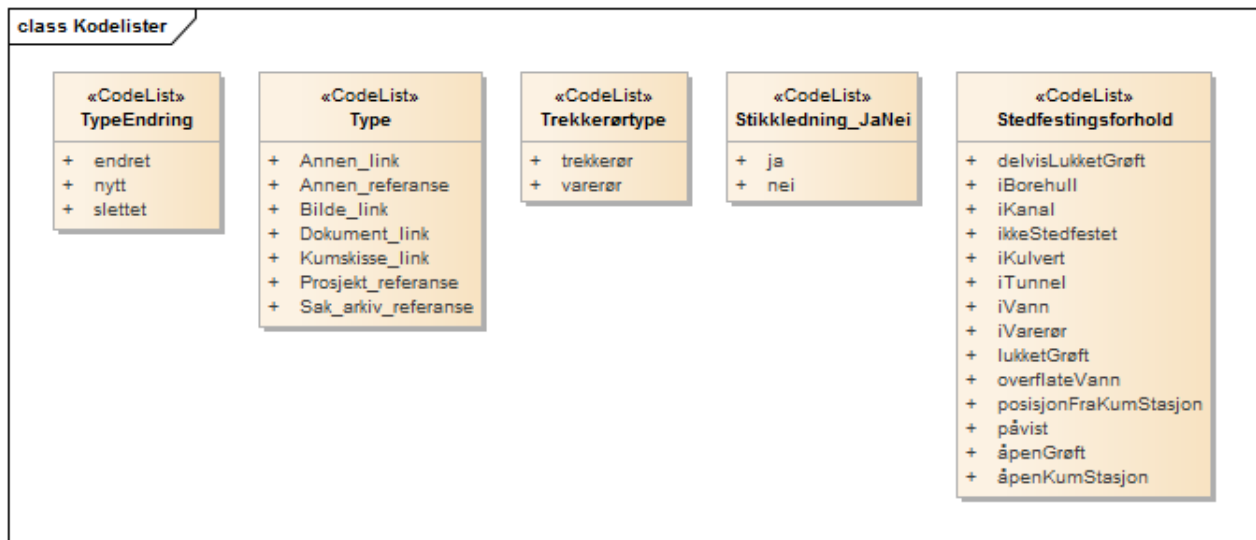 class Kodelister
«CodeList»
TypeEndring
+ endret
+ nytt
+ slettet
«CodeList»
Type
+ Annen_link
+ Annen_referanse
+ Bilde_link
+ Dokument_link
+ Kumskisse_link
+ Prosjekt_referanse
+ Sak_arkiv_referanse
«CodeList»
Trekkerørtype
+ trekkerør
+ varerør
«CodeList»
Stikkledning_JaNei
+ ja
+ nei
«CodeList»
Stedfestingsforhold
+ delvisLukketGrøft
+ iBorehull
+ iKanal
+ ikkeStedfestet
+ iKulvert
+ iTunnel
+ iVann
+ iVarerør
+ lukketGrøft
+ overflateVann
+ posisjonFraKumStasjon
+ påvist
+ åpenGrøft
+ åpenKumStasjon